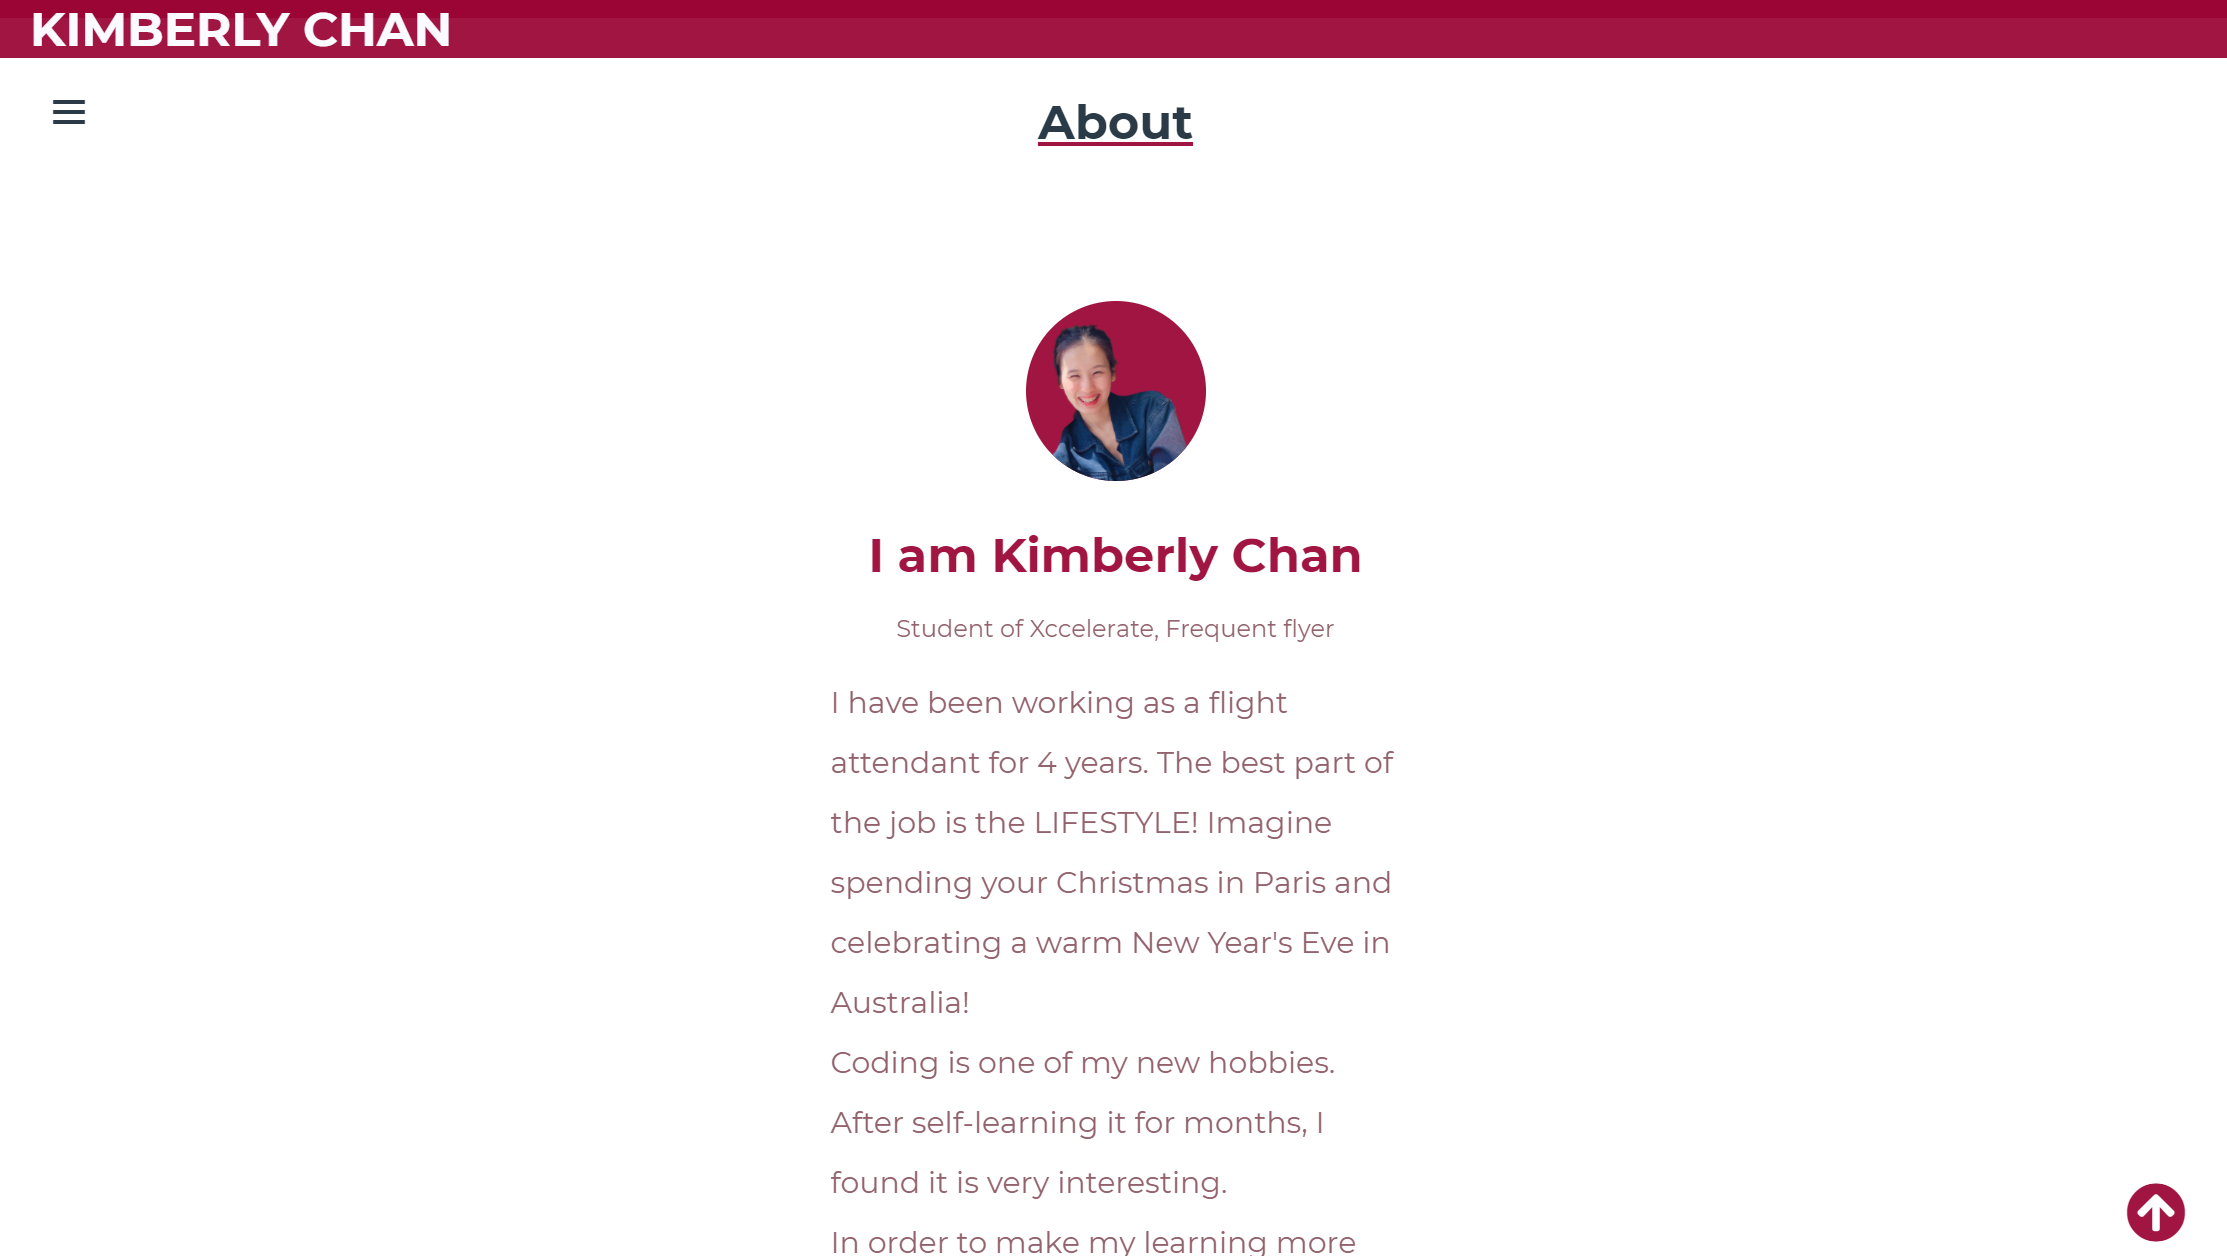 KIMBERLY CHAN
About
I am Kimberly Chan
Student of Xccelerate, Frequent flyer
I have been working as a flight
attendant for 4 years. The best part of
the job is the LIFESTYLE! Imagine
spending your Christmas in Paris and
celebrating a warm New Year's Eve in
Australia!
Coding is one of my new hobbies.
After self-learning it for months, I
found it is very interesting.
In order to make my learning more